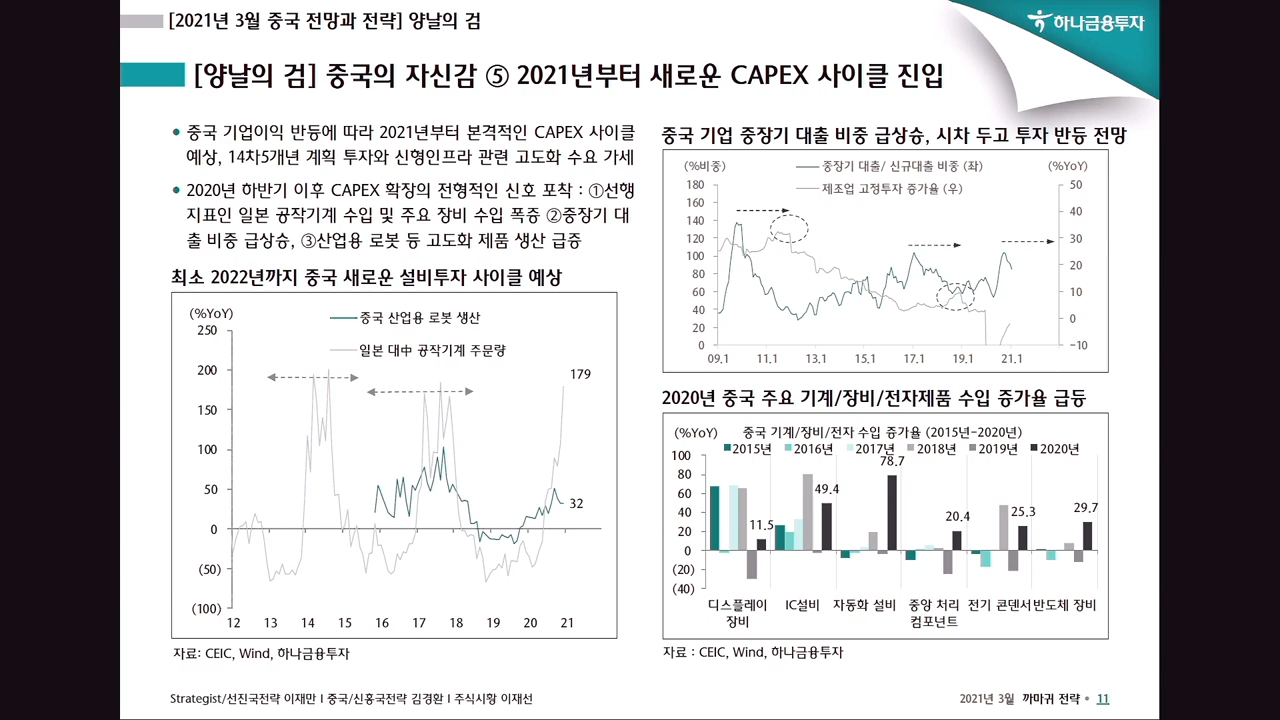 [2021년 3월 중국 전망과 전략] 양날의 검
하나금융투자
[양날의 검] 중국의 자신감 ⑤ 2021년부터 새로운 CAPEX 사이클 진입
• 중국 기업이익 반등에 따라 2021년부터 본격적인 CAPEX 사이클
예상, 14차5개년 계획 투자와 신형인프라 관련 고도화 수요 가세
• 2020년 하반기 이후 CAPEX 확장의 전형적인 신호 포착 : ①선행
지표인 일본 공작기계 수입 및 주요 장비 수입 폭증 ②중장기 대
출 비중 급상승, ③산업용 로봇 등 고도화 제품 생산 급증
최소 2022년까지 중국 새로운 설비투자 사이클 예상
(%YoY)
중국 산업용 로봇 생산
일본 대中 공작기계 주문량
250
200
150
100
50
0
(50)
(100)
179
32
12 13 14 15 16 17 18 19 20 21
자료: CEIC, Wind, 하나금융투자
중국 기업 중장기 대출 비중 급상승, 시차 두고 투자 반등 전망
(%비중)
중장기 대출/ 신규대출 비중 (좌)
(%YoY)
제조업 고정투자 증가율 (우)
180
160
140
120
100
80
60
40
20
0
50
40
30
20
10
0
-10
09.1 11.1 13.1 15.1 17.1 19.1 21.1
2020년 중국 주요 기계/장비/전자제품 수입 증가율 급등
(%YoY)
중국 기계/장비/전자 수입 증가율 (2015년-2020년)
2015년 2016년 2017년 2018년 2019년 2020년
100
80
60
40
20
0
(20)
(40)
11.5 49.4 78.7 20.4 25.3 29.7
디스플레이 IC설비 자동화 설비 중앙 처리 전기 콘덴서 반도체 장비
장비 컴포넌트
자료 : CEIC, Wind, 하나금융투자
Strategist/선진국전략 이재만 I 중국/신흥국전략 김경환 I 주식시황 이재선
2021년 3월 까마귀 전략 • 11